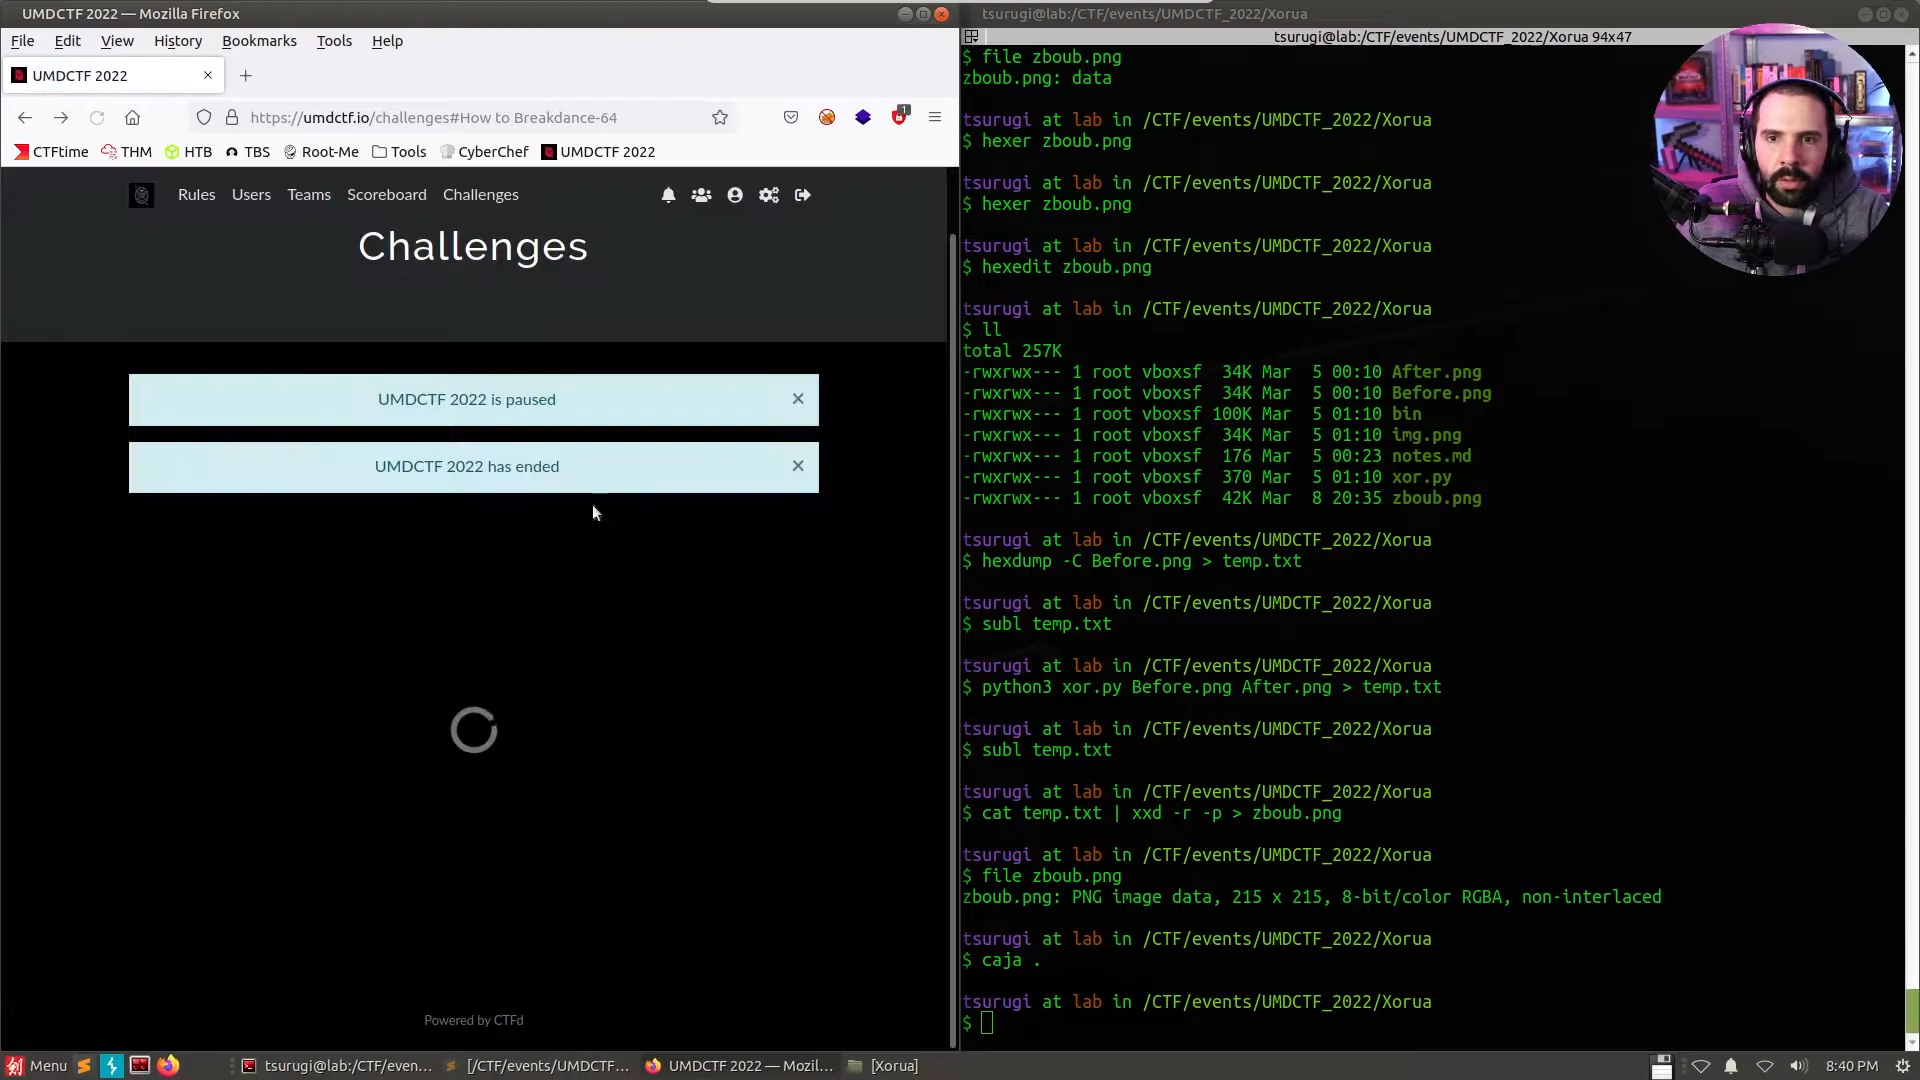 UMDCTF 2022 — Mozilla Firefox
File Edit View History Bookmarks Tools Help
UMDCTF 2022
https://umdctf.io/challenges#How to Breakdance-64
1
CTFtime THM HTB TBS Root-Me Tools CyberChef UMDCTF 2022
Rules Users Teams Scoreboard Challenges
Challenges
UMDCTF 2022 is paused ×
UMDCTF 2022 has ended ×
Powered by CTFd
tsurugi@lab:/CTF/events/UMDCTF_2022/Xorua
tsurugi@lab:/CTF/events/UMDCTF_2022/Xorua 94x47
$ file zboub.png
zboub.png: data
tsurugi at lab in /CTF/events/UMDCTF_2022/Xorua
$ hexer zboub.png
tsurugi at lab in /CTF/events/UMDCTF_2022/Xorua
$ hexer zboub.png
tsurugi at lab in /CTF/events/UMDCTF_2022/Xorua
$ hexedit zboub.png
tsurugi at lab in /CTF/events/UMDCTF_2022/Xorua
$ ll
total 257K
-rwxrwx--- 1 root vboxsf 34K Mar 5 00:10 After.png
-rwxrwx--- 1 root vboxsf 34K Mar 5 00:10 Before.png
-rwxrwx--- 1 root vboxsf 100K Mar 5 01:10 bin
-rwxrwx--- 1 root vboxsf 34K Mar 5 01:10 img.png
-rwxrwx--- 1 root vboxsf 176 Mar 5 00:23 notes.md
-rwxrwx--- 1 root vboxsf 370 Mar 5 01:10 xor.py
-rwxrwx--- 1 root vboxsf 42K Mar 8 20:35 zboub.png
tsurugi at lab in /CTF/events/UMDCTF_2022/Xorua
$ hexdump -C Before.png > temp.txt
tsurugi at lab in /CTF/events/UMDCTF_2022/Xorua
$ subl temp.txt
tsurugi at lab in /CTF/events/UMDCTF_2022/Xorua
$ python3 xor.py Before.png After.png > temp.txt
tsurugi at lab in /CTF/events/UMDCTF_2022/Xorua
$ subl temp.txt
tsurugi at lab in /CTF/events/UMDCTF_2022/Xorua
$ cat temp.txt | xxd -r -p > zboub.png
tsurugi at lab in /CTF/events/UMDCTF_2022/Xorua
$ file zboub.png
zboub.png: PNG image data, 215 x 215, 8-bit/color RGBA, non-interlaced
tsurugi at lab in /CTF/events/UMDCTF_2022/Xorua
$ caja .
tsurugi at lab in /CTF/events/UMDCTF_2022/Xorua
$
Menu tsurugi@lab:/CTF/even... [/CTF/events/UMDCTF... UMDCTF 2022 — Mozil... [Xorua] 8:40 PM